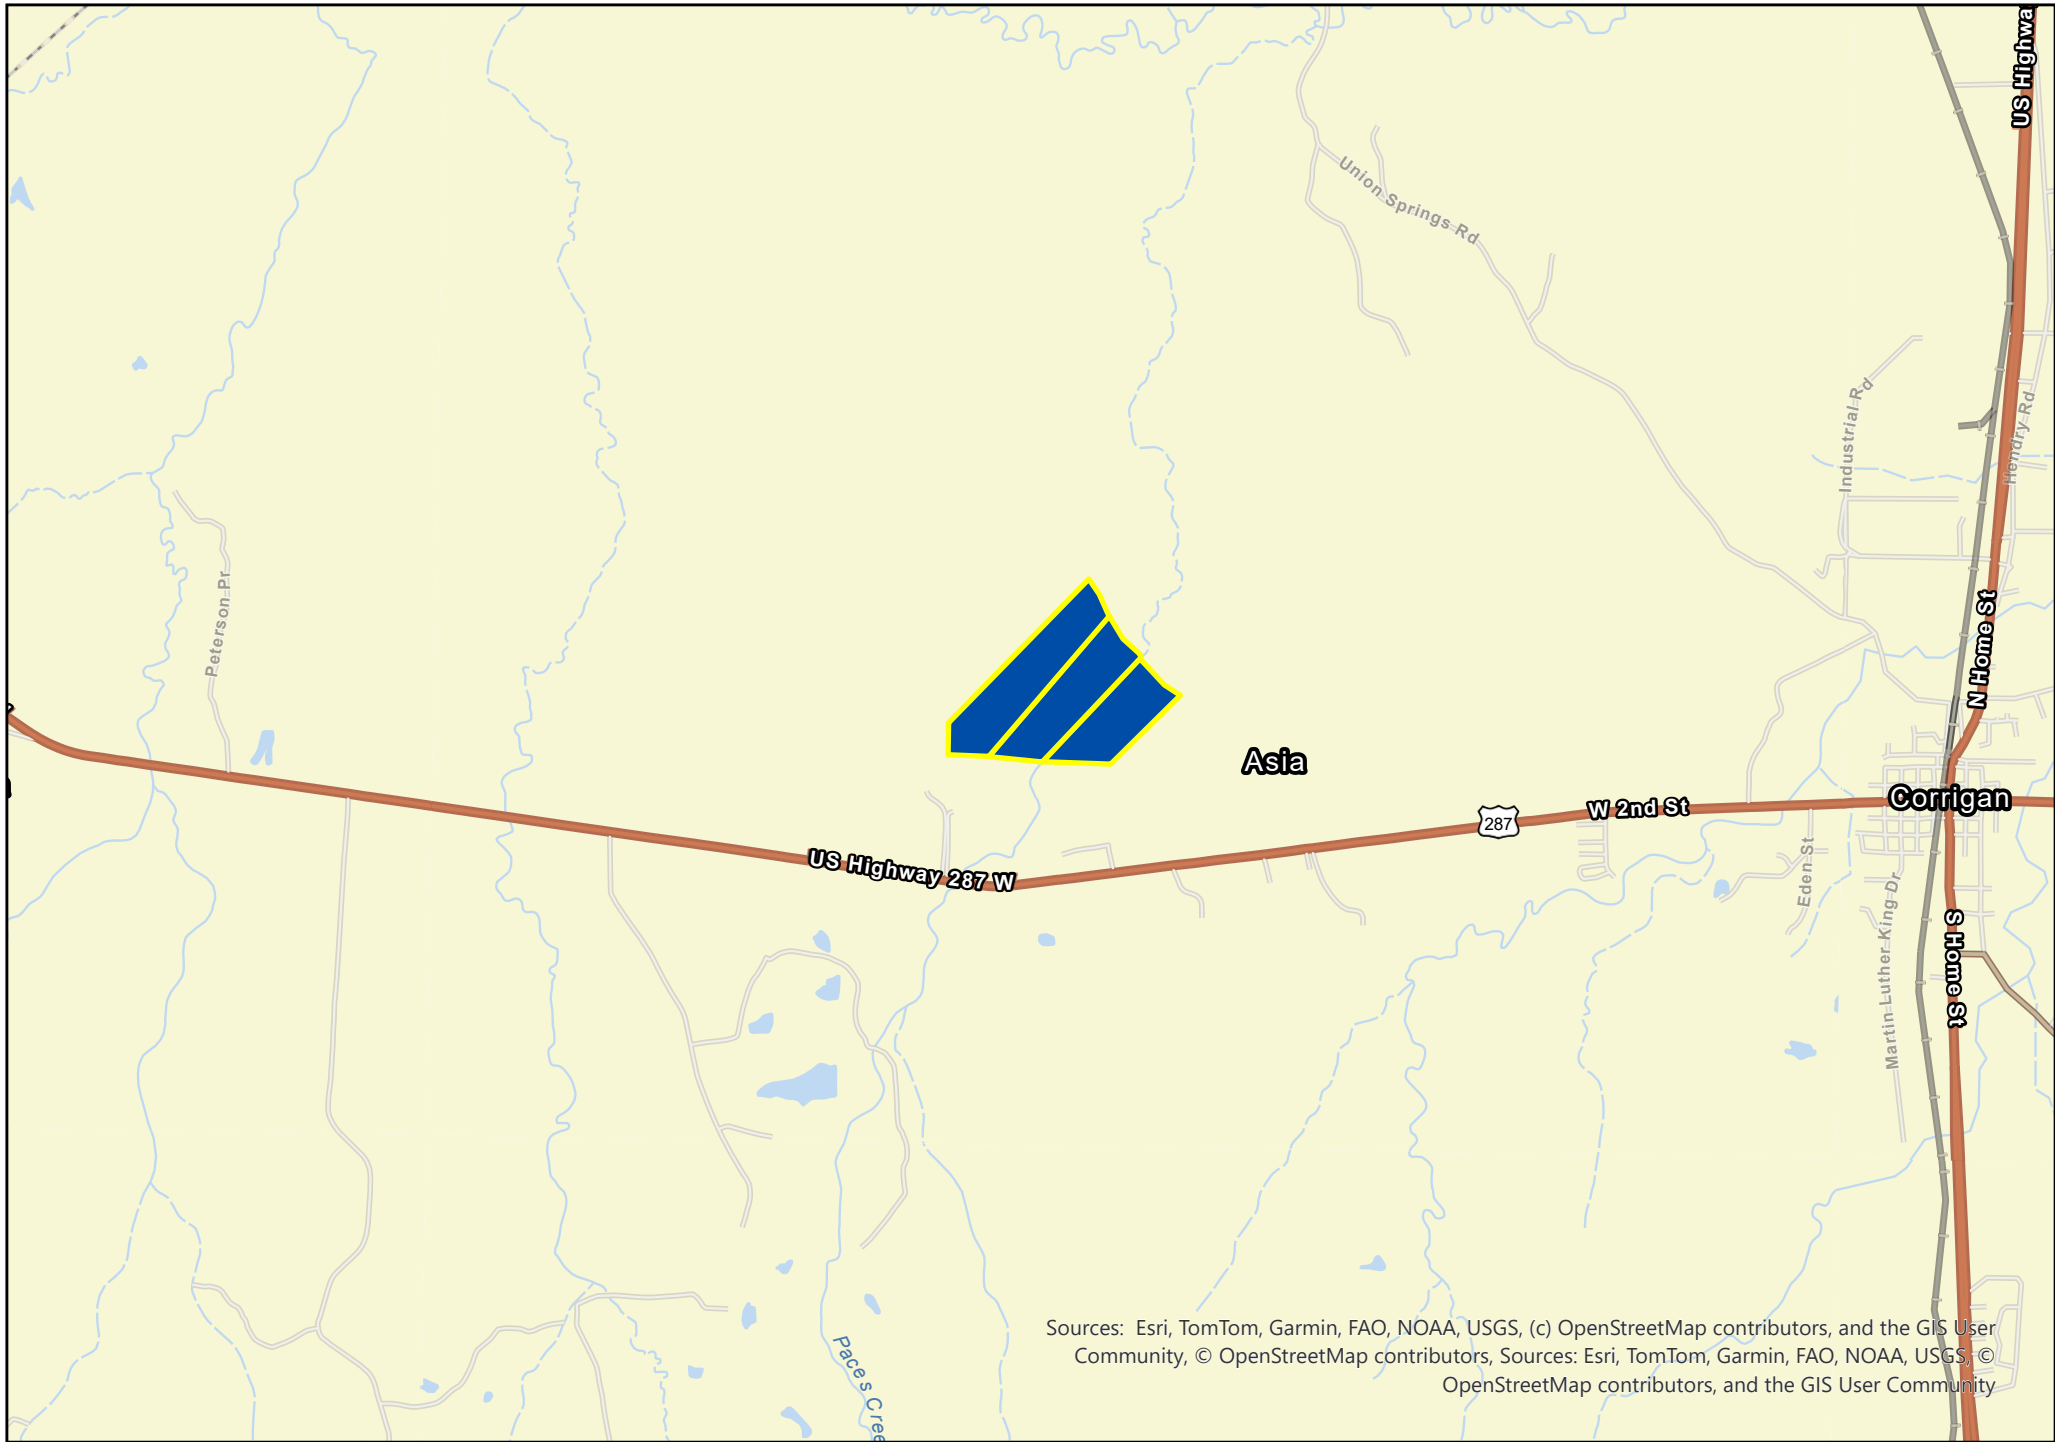 US Highwa
Union Springs Rd
Industrial Rd
Hendry Rd
Peterson Pr
N Home St
Asia
Corrigan
W 2nd St
287
US Highway 287 W
Eden St
Martin Luther King Dr
S Home St
Paces Cree
Sources: Esri, TomTom, Garmin, FAO, NOAA, USGS, (c) OpenStreetMap contributors, and the GIS User
Community, © OpenStreetMap contributors, Sources: Esri, TomTom, Garmin, FAO, NOAA, USGS, ©
OpenStreetMap contributors, and the GIS User Community